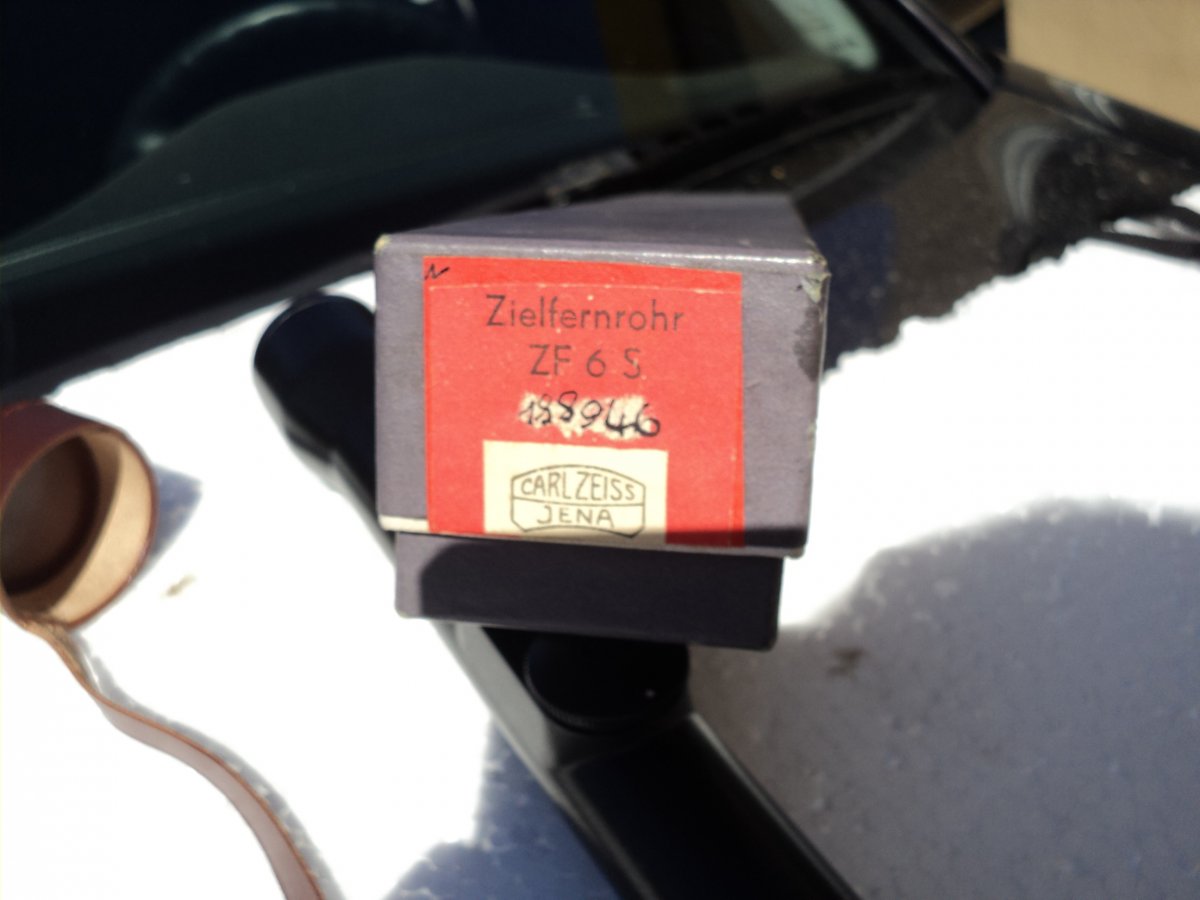 Zielfernrohr
ZF 6 S
188946
CARL ZEISS
JENA